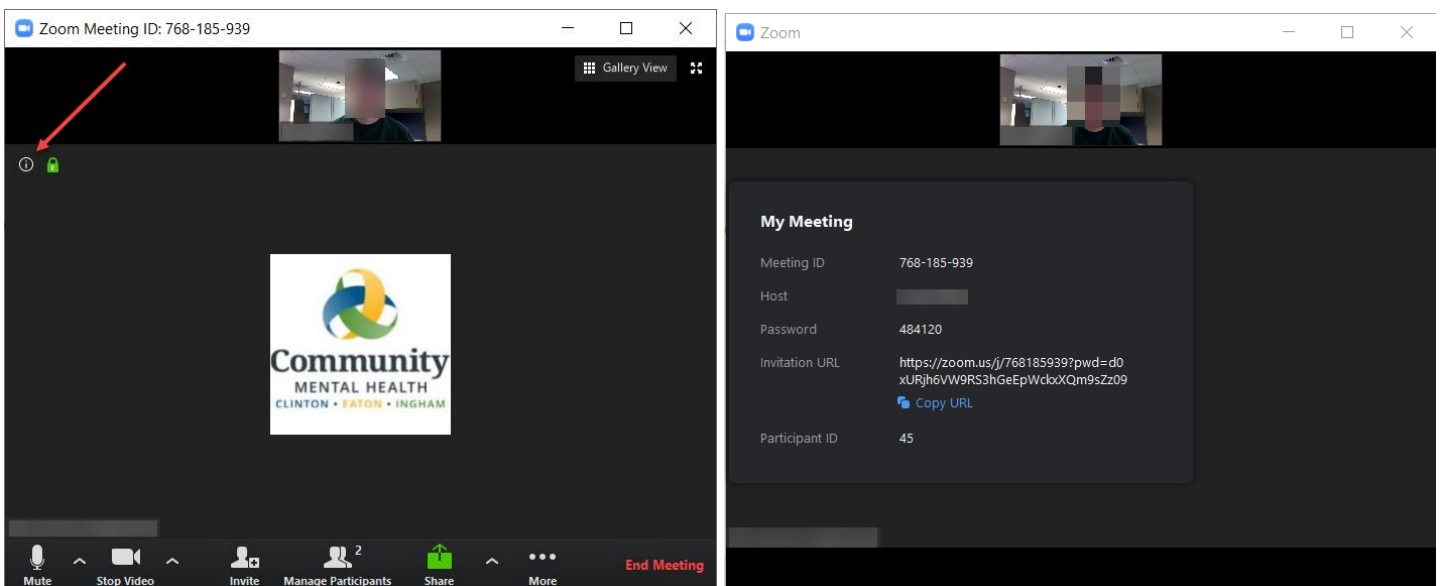 Zoom Meeting ID: 768-185-939
Gallery View
Community
MENTAL HEALTH
CLINTON • EATON • INGHAM
2
Mute
Stop Video
Invite
Manage Participants
Share
More
End Meeting
Zoom
My Meeting
Meeting ID 768-185-939
Host
Password 484120
Invitation URL https://zoom.us/j/768185939?pwd=d0
xURjh6VW9RS3hGeEpWckxXQm9sZz09
Copy URL
Participant ID 45